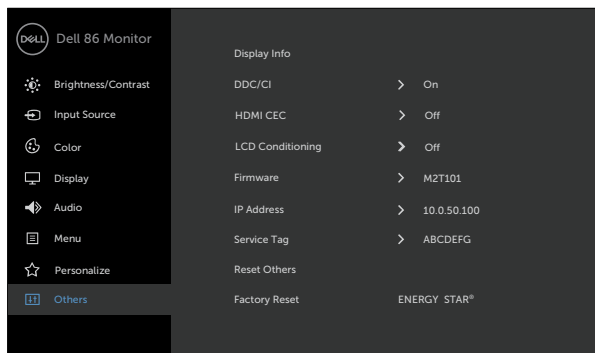 DELL Dell 86 Monitor
Brightness/Contrast
Input Source
Color
Display
Audio
Menu
Personalize
Others
Display Info
DDC/CI > On
HDMI CEC > Off
LCD Conditioning > Off
Firmware > M2T101
IP Address > 10.0.50.100
Service Tag > ABCDEFG
Reset Others
Factory Reset ENERGY STAR®